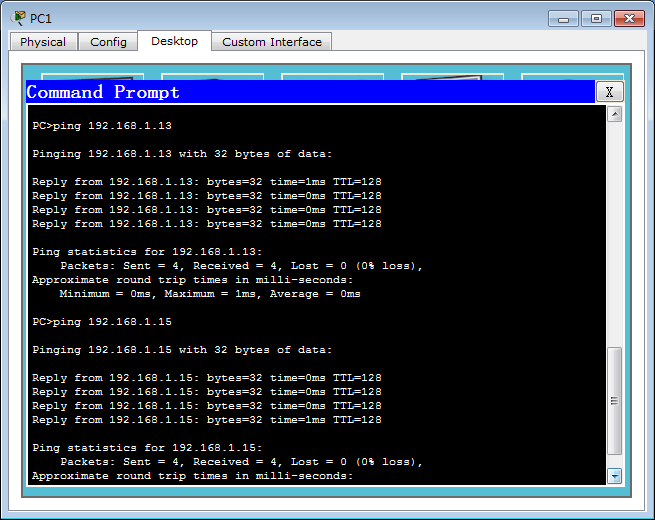 PC1
Physical Config Desktop Custom Interface
Command Prompt X
PC>ping 192.168.1.13
Pinging 192.168.1.13 with 32 bytes of data:
Reply from 192.168.1.13: bytes=32 time=1ms TTL=128
Reply from 192.168.1.13: bytes=32 time=0ms TTL=128
Reply from 192.168.1.13: bytes=32 time=0ms TTL=128
Reply from 192.168.1.13: bytes=32 time=0ms TTL=128
Ping statistics for 192.168.1.13:
Packets: Sent = 4, Received = 4, Lost = 0 (0% loss),
Approximate round trip times in milli-seconds:
Minimum = 0ms, Maximum = 1ms, Average = 0ms
PC>ping 192.168.1.15
Pinging 192.168.1.15 with 32 bytes of data:
Reply from 192.168.1.15: bytes=32 time=0ms TTL=128
Reply from 192.168.1.15: bytes=32 time=0ms TTL=128
Reply from 192.168.1.15: bytes=32 time=0ms TTL=128
Reply from 192.168.1.15: bytes=32 time=1ms TTL=128
Ping statistics for 192.168.1.15:
Packets: Sent = 4, Received = 4, Lost = 0 (0% loss),
Approximate round trip times in milli-seconds: